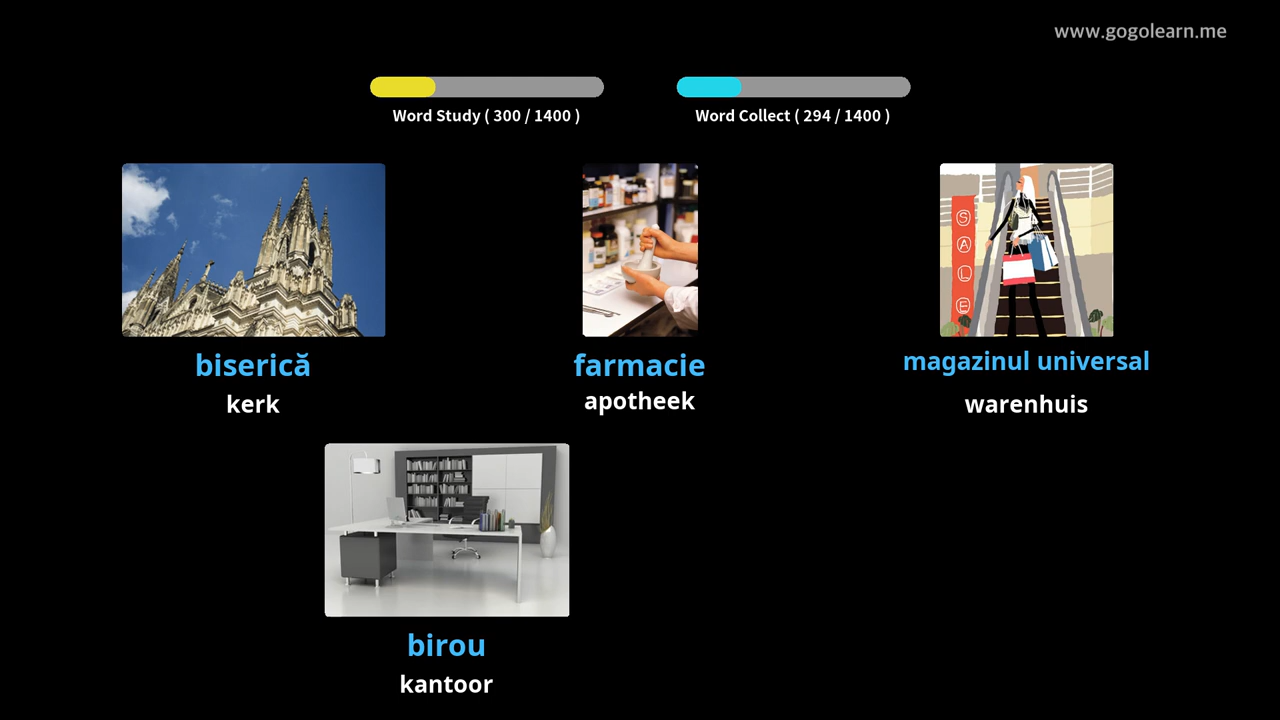 www.gogolearn.me
Word Study ( 300 / 1400 )
Word Collect ( 294 / 1400 )
SALE
biserică
farmacie
magazinul universal
kerk
apotheek
warenhuis
birou
kantoor